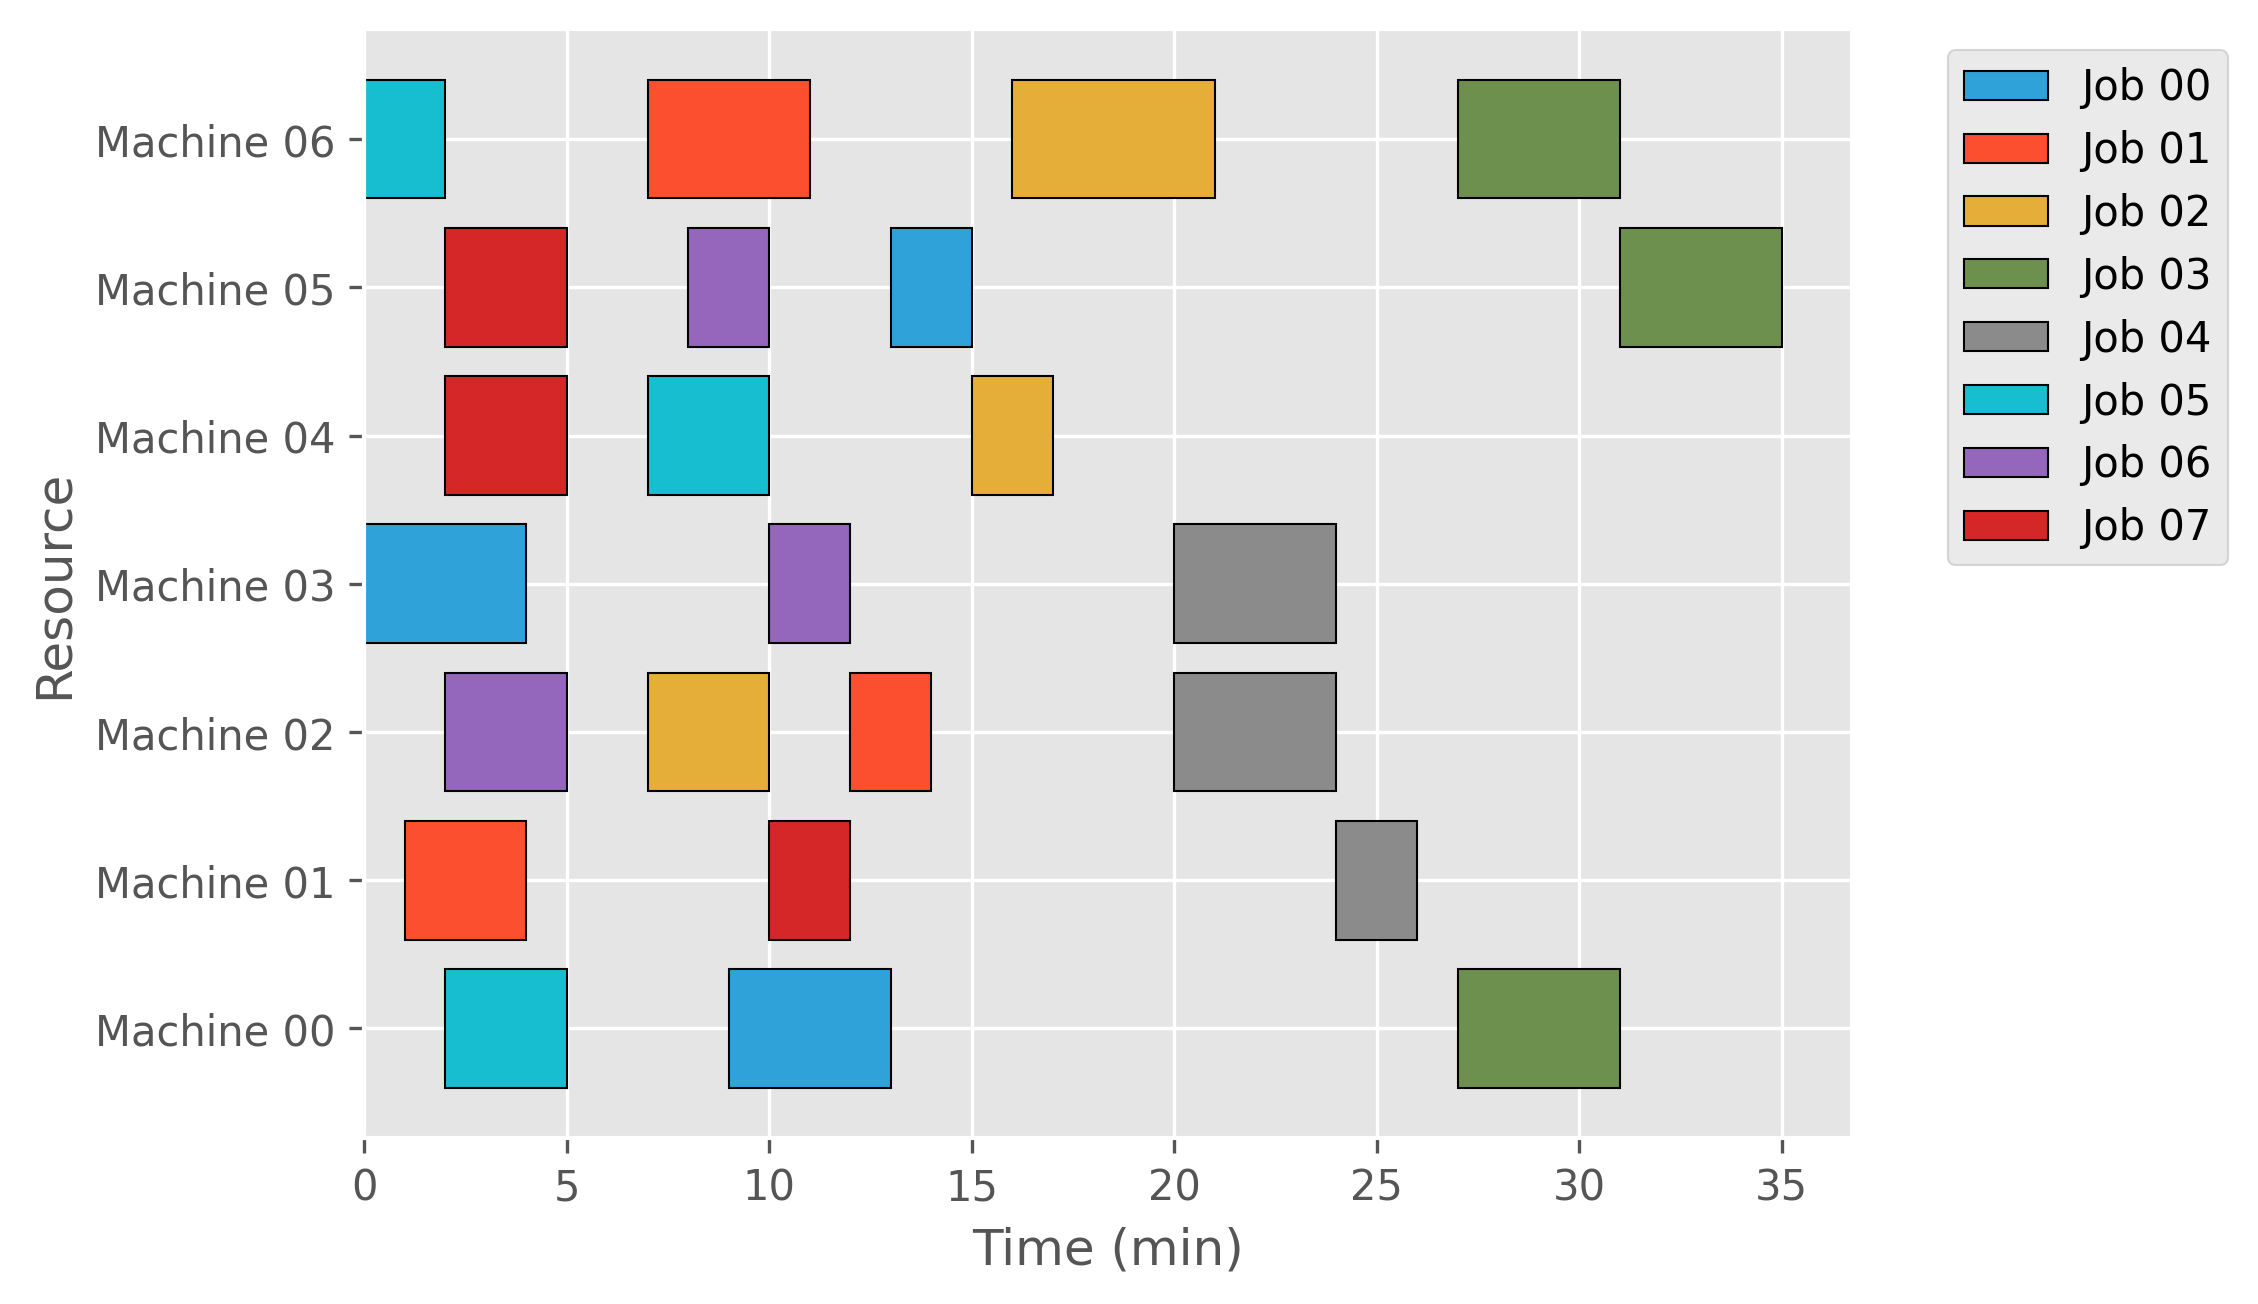 Machine 06
Machine 05
Machine 04
Machine 03
Machine 02
Machine 01
Machine 00
Resource
0 5 10 15 20 25 30 35
Time (min)
Job 00
Job 01
Job 02
Job 03
Job 04
Job 05
Job 06
Job 07